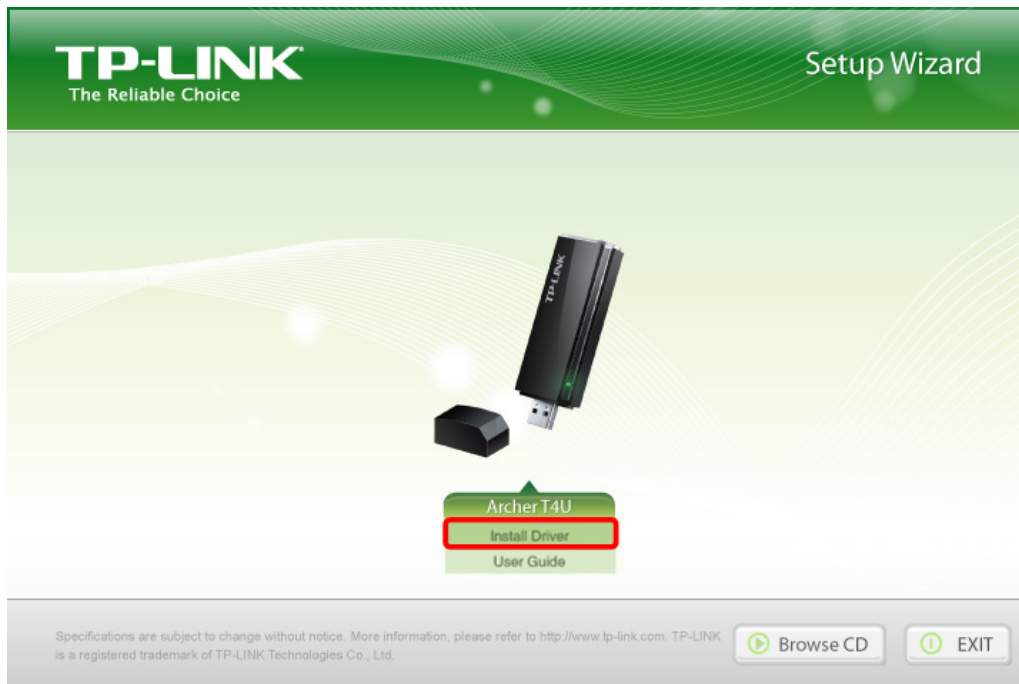 TP-LINK
The Reliable Choice
Setup Wizard
TP-LINK
Archer T4U
Install Driver
User Guide
Specifications are subject to change without notice. More information, please refer to http://www.tp-link.com. TP-LINK
is a registered trademark of TP-LINK Technologies Co., Ltd.
Browse CD
EXIT